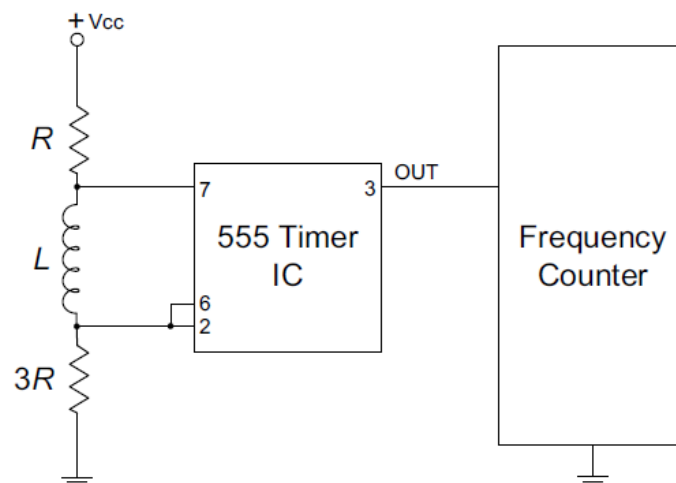 + Vcc
R
7
3
OUT
555 Timer
IC
L
6
2
3R
Frequency
Counter